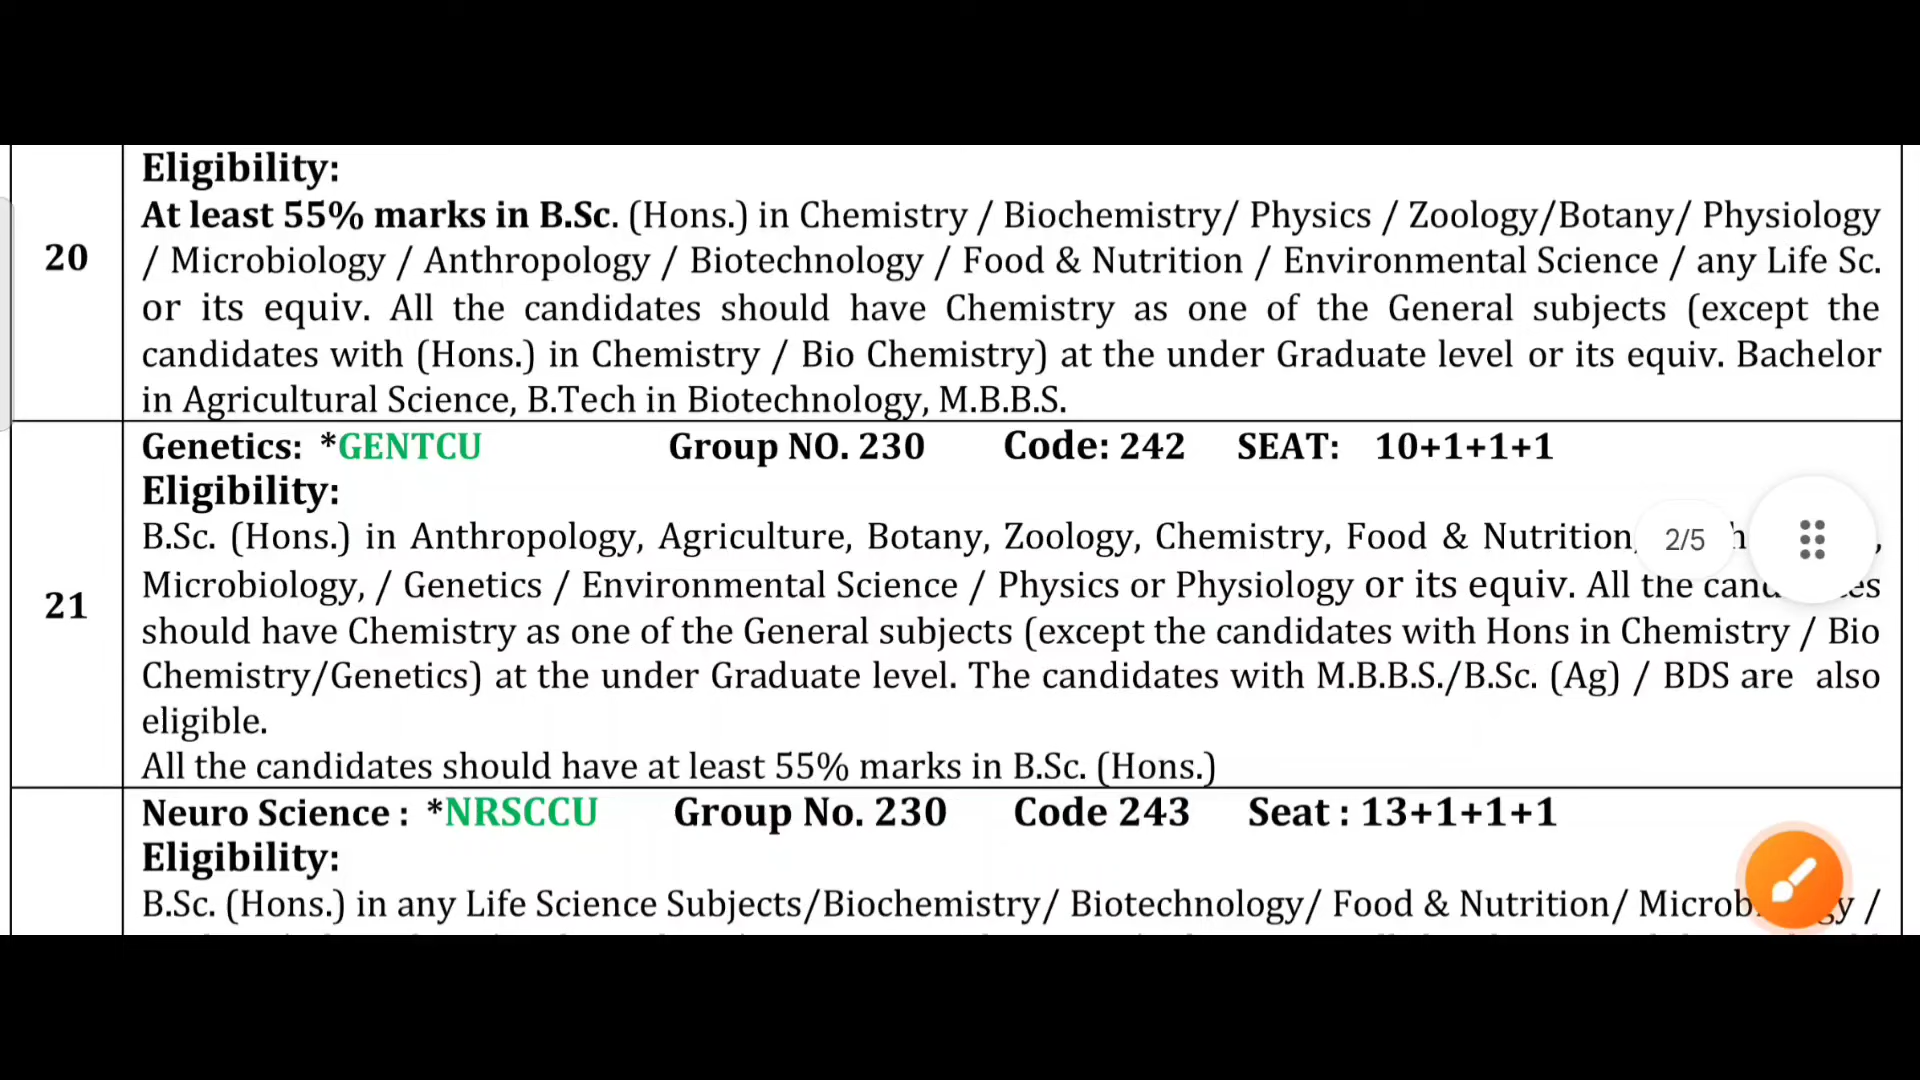 Eligibility:
At least 55% marks in B.Sc. (Hons.) in Chemistry / Biochemistry/ Physics / Zoology/Botany/ Physiology
20
/ Microbiology / Anthropology / Biotechnology / Food & Nutrition / Environmental Science / any Life Sc.
or its equiv. All the candidates should have Chemistry as one of the General subjects (except the
candidates with (Hons.) in Chemistry / Bio Chemistry) at the under Graduate level or its equiv. Bachelor
in Agricultural Science, B.Tech in Biotechnology, M.B.B.S.
Genetics: *GENTCU Group NO. 230 Code: 242 SEAT: 10+1+1+1
Eligibility:
B.Sc. (Hons.) in Anthropology, Agriculture, Botany, Zoology, Chemistry, Food & Nutrition,
2/5
Microbiology, / Genetics / Environmental Science / Physics or Physiology or its equiv. All the
21
should have Chemistry as one of the General subjects (except the candidates with Hons in Chemistry / Bio
Chemistry/Genetics) at the under Graduate level. The candidates with M.B.B.S./B.Sc. (Ag) / BDS are also
eligible.
All the candidates should have at least 55% marks in B.Sc. (Hons.)
Neuro Science : *NRSCCU Group No. 230 Code 243 Seat : 13+1+1+1
Eligibility:
B.Sc. (Hons.) in any Life Science Subjects/Biochemistry/ Biotechnology/ Food & Nutrition/